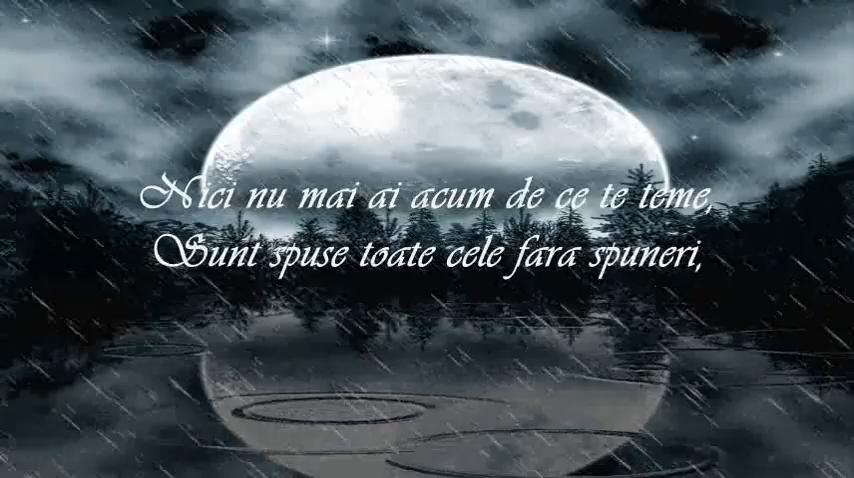 Nici nu mai ai acum de ce te teme,
Sunt spuse toate cele fara spuneri,